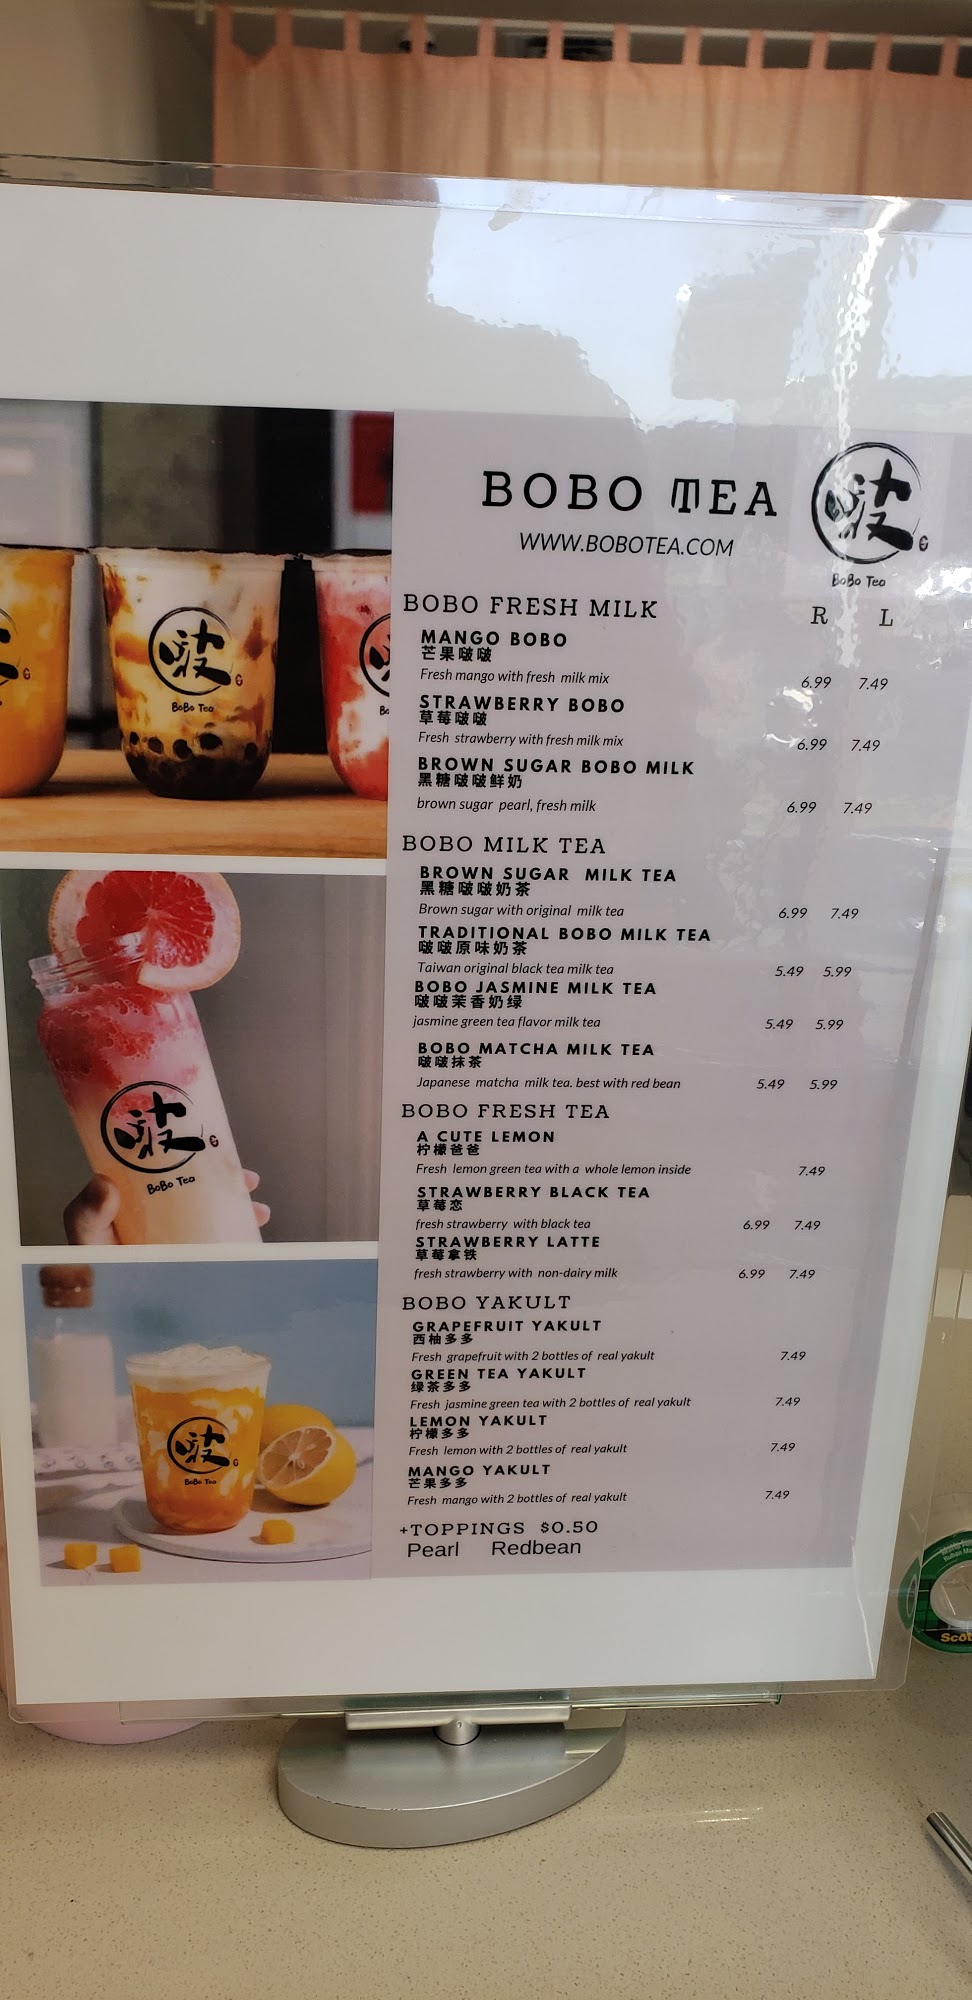 BOBO TEA
WWW.BOBOTEA.COM
啵
BoBo Tea
BOBO FRESH MILK R L
MANGO BOBO
芒果啵啵
Fresh mango with fresh milk mix 6.99 7.49
STRAWBERRY BOBO
草莓啵啵
Fresh strawberry with fresh milk mix 6.99 7.49
BROWN SUGAR BOBO MILK
黑糖啵啵鲜奶
brown sugar pearl, fresh milk 6.99 7.49
BOBO MILK TEA
BROWN SUGAR MILK TEA
黑糖啵啵奶茶
Brown sugar with original milk tea 6.99 7.49
TRADITIONAL BOBO MILK TEA
啵啵原味奶茶
Taiwan original black tea milk tea 5.49 5.99
BOBO JASMINE MILK TEA
啵啵茉香奶绿
jasmine green tea flavor milk tea 5.49 5.99
BOBO MATCHA MILK TEA
啵啵抹茶
Japanese matcha milk tea. best with red bean 5.49 5.99
BOBO FRESH TEA
A CUTE LEMON
柠檬爸爸
Fresh lemon green tea with a whole lemon inside 7.49
STRAWBERRY BLACK TEA
草莓恋
fresh strawberry with black tea 6.99 7.49
STRAWBERRY LATTE
草莓拿铁
fresh strawberry with non-dairy milk 6.99 7.49
BOBO YAKULT
GRAPEFRUIT YAKULT
西柚多多
Fresh grapefruit with 2 bottles of real yakult 7.49
GREEN TEA YAKULT
绿茶多多
Fresh jasmine green tea with 2 bottles of real yakult 7.49
LEMON YAKULT
柠檬多多
Fresh lemon with 2 bottles of real yakult 7.49
MANGO YAKULT
芒果多多
Fresh mango with 2 bottles of real yakult 7.49
+TOPPINGS $0.50
Pearl Redbean
啵
BoBo Tea
Bo
啵
BoBo Tea
啵
BoBo Tea
Scot